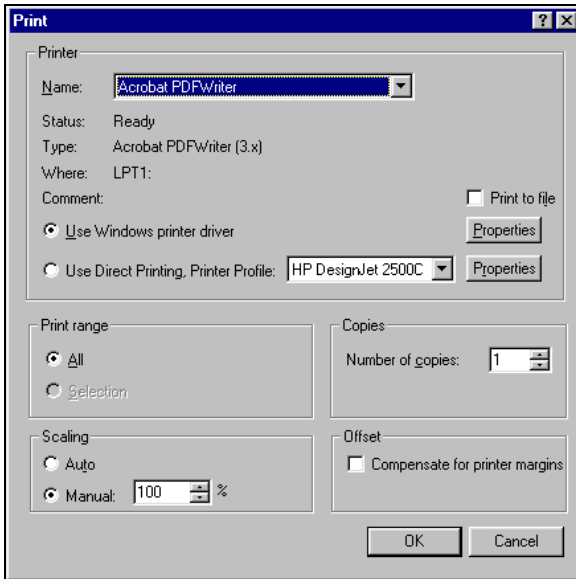 Print
Printer
Name: Acrobat PDFWriter
Status: Ready
Type: Acrobat PDFWriter (3.x)
Where: LPT1:
Comment: Print to file
Use Windows printer driver Properties
Use Direct Printing, Printer Profile: HP DesignJet 2500C Properties
Print range
All
Selection
Copies
Number of copies: 1
Scaling
Auto
Manual: 100 %
Offset
Compensate for printer margins
OK Cancel